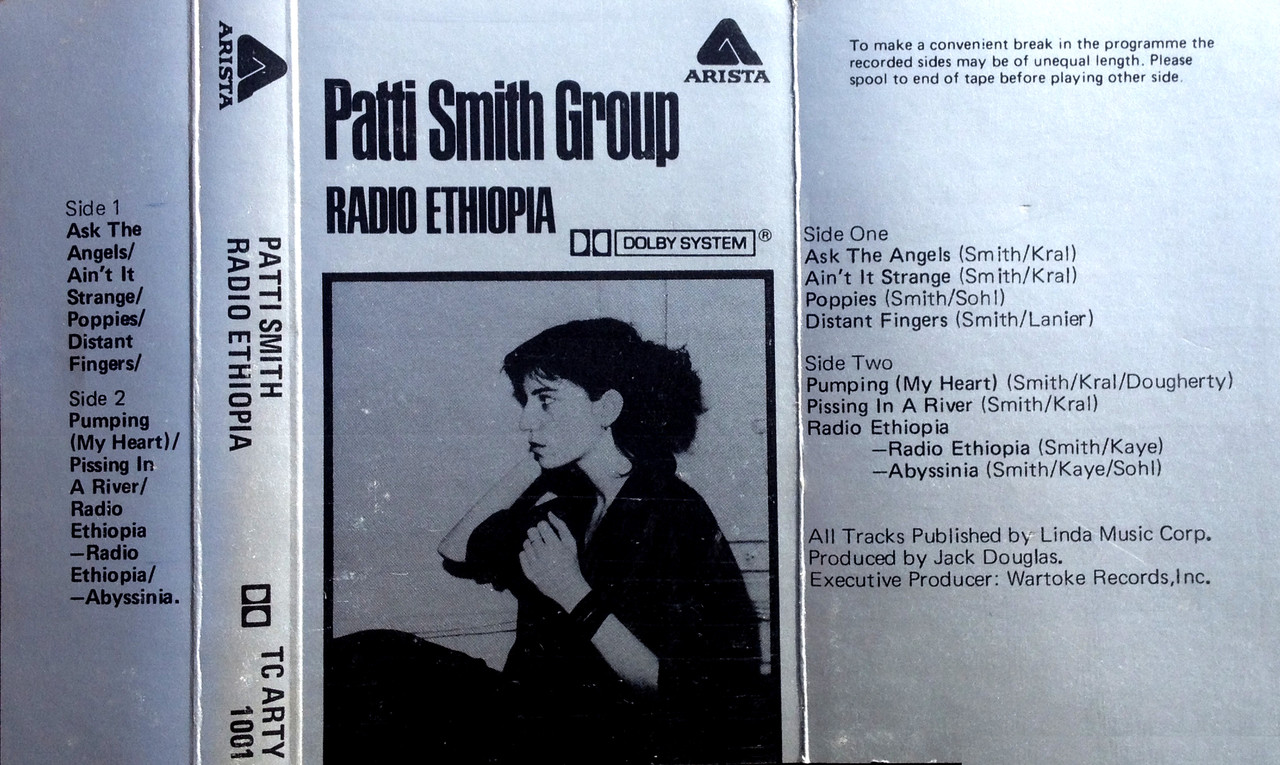 Side 1
Ask The
Angels/
Ain't It
Strange/
Poppies/
Distant
Fingers/
Side 2
Pumping
(My Heart)/
Pissing In
A River/
Radio
Ethiopia
—Radio
Ethiopia/
—Abyssinia.
ARISTA
PATTI SMITH
RADIO ETHIOPIA
TC ARTY
1001
ARISTA
Patti Smith Group
RADIO ETHIOPIA
DOLBY SYSTEM ®
To make a convenient break in the programme the
recorded sides may be of unequal length. Please
spool to end of tape before playing other side.
Side One
Ask The Angels (Smith/Kral)
Ain't It Strange (Smith/Kral)
Poppies (Smith/Sohl)
Distant Fingers (Smith/Lanier)
Side Two
Pumping (My Heart) (Smith/Kral/Dougherty)
Pissing In A River (Smith/Kral)
Radio Ethiopia
—Radio Ethiopia (Smith/Kaye)
—Abyssinia (Smith/Kaye/Sohl)
All Tracks Published by Linda Music Corp.
Produced by Jack Douglas.
Executive Producer: Wartoke Records,Inc.